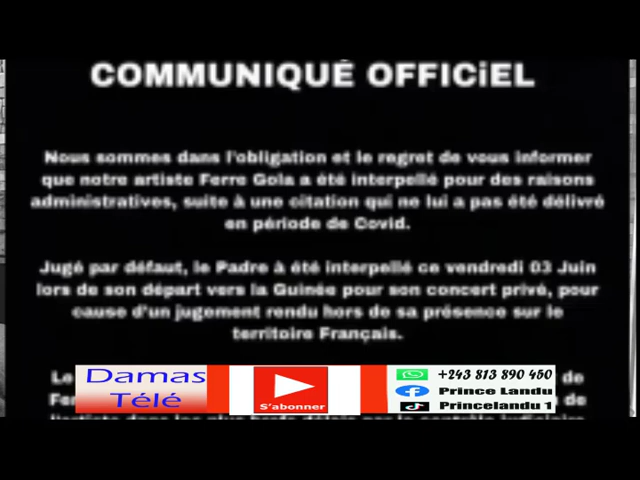 COMMUNIQUÉ OFFICiEL
Nous sommes dans l'obligation et le regret de vous informer
que notre artiste Ferre Gola a été interpellé pour des raisons
administratives, suite à une citation qui ne lui a pas été délivré
en période de Covid.
Jugé par défaut, le Padre à été interpellé ce vendredi 03 Juin
lors de son départ vers la Guinée pour son concert privé, pour
cause d'un jugement rendu hors de sa présence sur le
territoire Français.
de
de
Damas
Télé
S'abonner
+243 813 890 450
Prince Landu
Princelandu 1